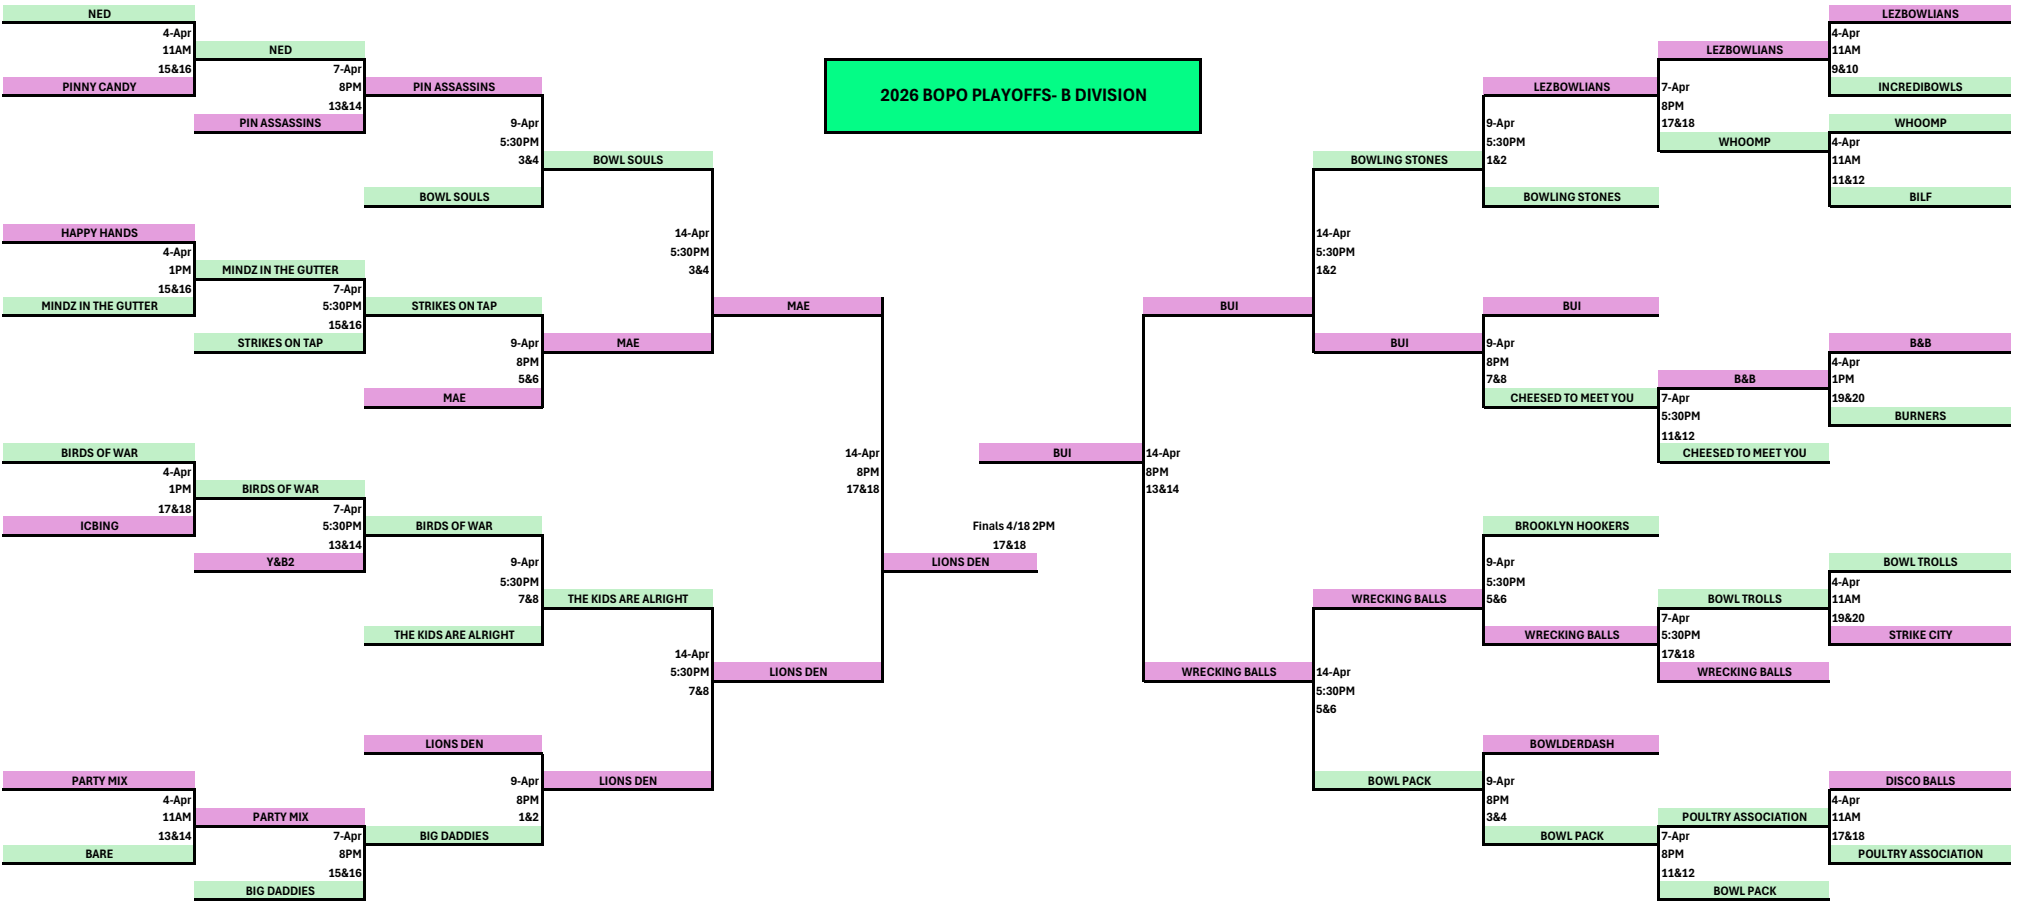 2026 BOPO PLAYOFFS- B DIVISION
NED
4-Apr
11AM
15&16
PINNY CANDY
NED
7-Apr
8PM
13&14
PIN ASSASSINS
PIN ASSASSINS
9-Apr
5:30PM
3&4
BOWL SOULS
BOWL SOULS
14-Apr
5:30PM
3&4
HAPPY HANDS
4-Apr
1PM
15&16
MINDZ IN THE GUTTER
MINDZ IN THE GUTTER
7-Apr
5:30PM
15&16
STRIKES ON TAP
STRIKES ON TAP
9-Apr
8PM
5&6
MAE
MAE
MAE
14-Apr
8PM
17&18
BIRDS OF WAR
4-Apr
1PM
17&18
ICBING
BIRDS OF WAR
7-Apr
5:30PM
13&14
Y&B2
BIRDS OF WAR
9-Apr
5:30PM
7&8
THE KIDS ARE ALRIGHT
THE KIDS ARE ALRIGHT
14-Apr
5:30PM
7&8
LIONS DEN
LIONS DEN
9-Apr
8PM
1&2
LIONS DEN
PARTY MIX
4-Apr
11AM
13&14
BARE
PARTY MIX
7-Apr
8PM
15&16
BIG DADDIES
BIG DADDIES
BUI
Finals 4/18 2PM
17&18
LIONS DEN
LEZBOWLIANS
4-Apr
11AM
9&10
INCREDIBOWLS
LEZBOWLIANS
7-Apr
8PM
17&18
WHOOMP
WHOOMP
4-Apr
11AM
11&12
BILF
LEZBOWLIANS
9-Apr
5:30PM
1&2
BOWLING STONES
BOWLING STONES
14-Apr
5:30PM
1&2
BUI
BUI
BUI
9-Apr
8PM
7&8
CHEESED TO MEET YOU
B&B
4-Apr
1PM
19&20
BURNERS
B&B
7-Apr
5:30PM
11&12
CHEESED TO MEET YOU
14-Apr
8PM
13&14
BROOKLYN HOOKERS
9-Apr
5:30PM
5&6
WRECKING BALLS
WRECKING BALLS
BOWL TROLLS
4-Apr
11AM
19&20
STRIKE CITY
BOWL TROLLS
7-Apr
5:30PM
17&18
WRECKING BALLS
WRECKING BALLS
14-Apr
5:30PM
5&6
BOWLDERDASH
9-Apr
8PM
3&4
BOWL PACK
BOWL PACK
DISCO BALLS
4-Apr
11AM
17&18
POULTRY ASSOCIATION
POULTRY ASSOCIATION
7-Apr
8PM
11&12
BOWL PACK